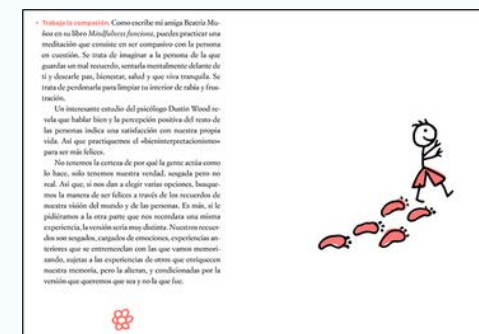 • Trabaja la compasión. Como escribe mi amiga Beatriz Mu-
ñoz en su libro Mindfulness funciona, puedes practicar una
meditación que consiste en ser compasivo con la persona
en cuestión. Se trata de imaginar a la persona de la que
guardas un mal recuerdo, sentarla mentalmente delante de
ti y desearle paz, bienestar, salud y que viva tranquila. Se
trata de perdonarla para limpiar tu interior de rabia y frus-
tración.
Un interesante estudio del psicólogo Dustin Wood re-
vela que hablar bien y la percepción positiva del resto de
las personas indica una satisfacción con nuestra propia
vida. Así que practiquemos el «bieninterpretacionismo»
para ser más felices.
No tenemos la certeza de por qué la gente actúa como
lo hace, solo tenemos nuestra verdad, sesgada pero no
real. Así que, si nos dan a elegir varias opciones, busque-
mos la manera de ser felices a través de los recuerdos de
nuestra visión del mundo y de las personas. Es más, si le
pidiéramos a la otra parte que nos recordara una misma
experiencia, la versión sería muy distinta. Nuestros recuer-
dos son sesgados, cargados de emociones, experiencias an-
teriores que se entremezclan con las que vamos memori-
zando, sujetas a las experiencias de otros que enriquecen
nuestra memoria, pero la alteran, y condicionadas por la
versión que queremos que sea y no la que fue.